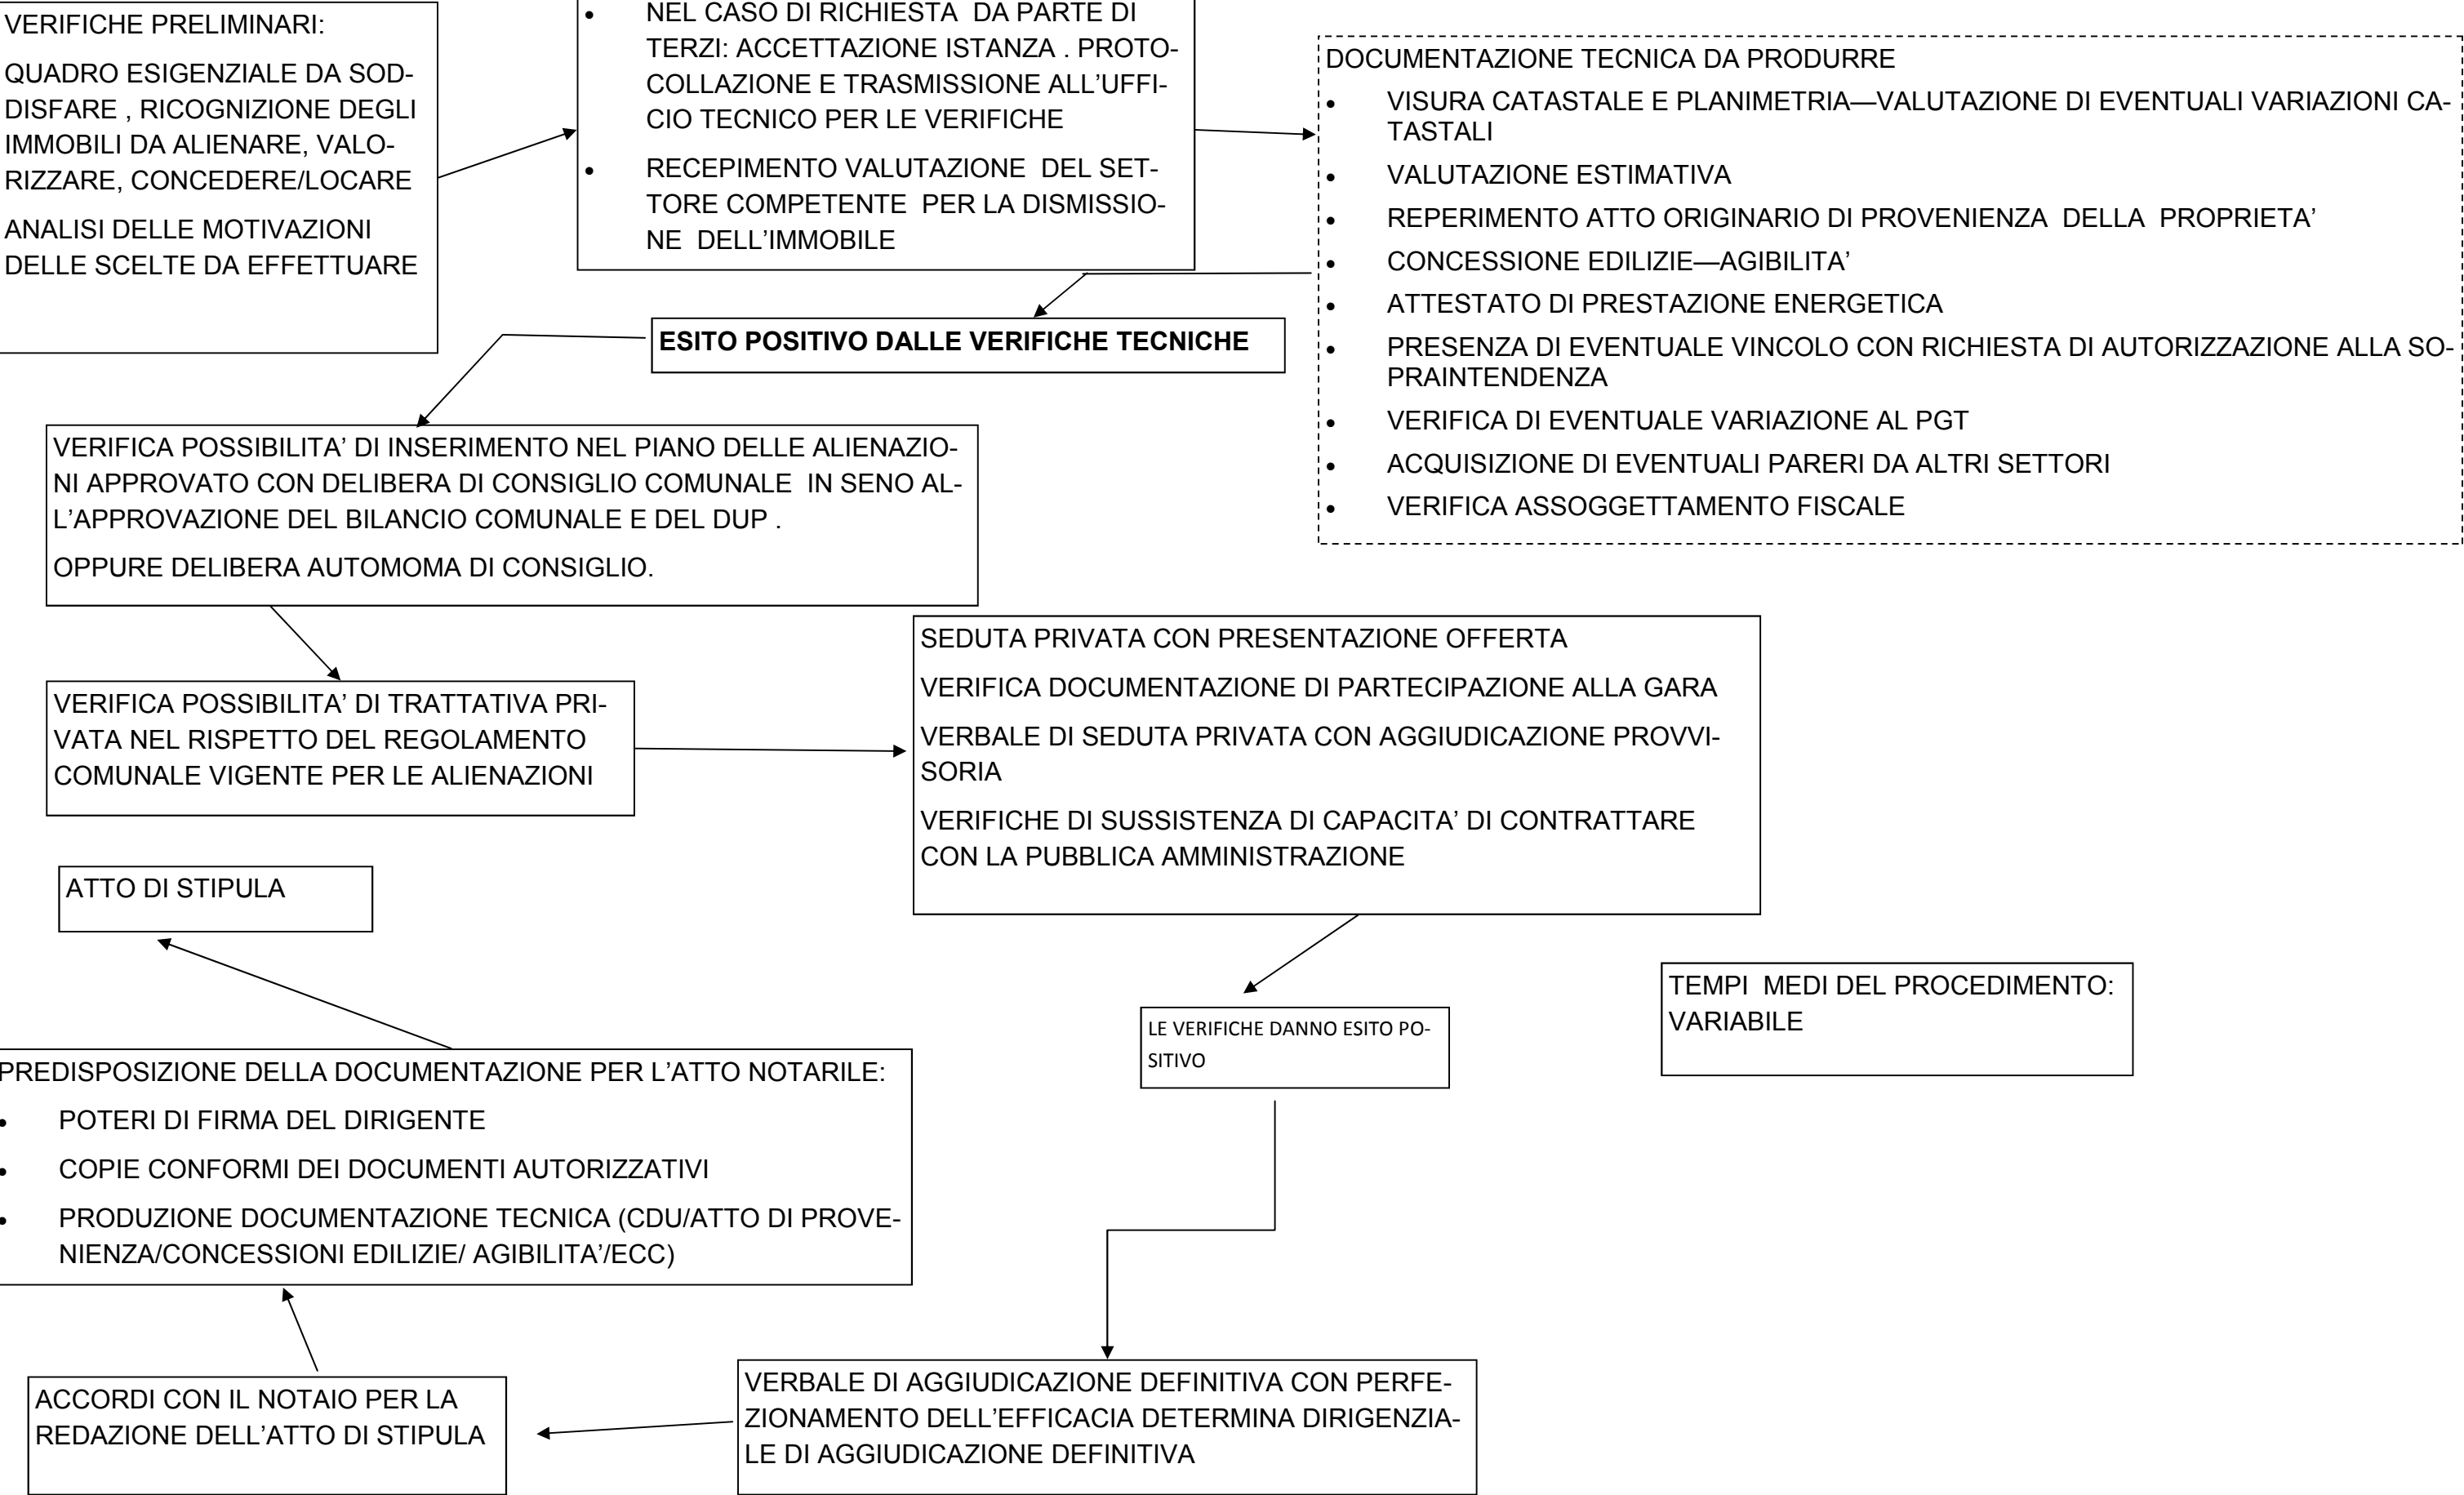 VERIFICHE PRELIMINARI:
QUADRO ESIGENZIALE DA SOD-
DISFARE , RICOGNIZIONE DEGLI
IMMOBILI DA ALIENARE, VALO-
RIZZARE, CONCEDERE/LOCARE
ANALISI DELLE MOTIVAZIONI
DELLE SCELTE DA EFFETTUARE
• NEL CASO DI RICHIESTA  DA PARTE DI
TERZI: ACCETTAZIONE ISTANZA . PROTO-
COLLAZIONE E TRASMISSIONE ALL’UFFI-
CIO TECNICO PER LE VERIFICHE
• RECEPIMENTO VALUTAZIONE  DEL SET-
TORE COMPETENTE  PER LA DISMISSIO-
NE  DELL’IMMOBILE
DOCUMENTAZIONE TECNICA DA PRODURRE
• VISURA CATASTALE E PLANIMETRIA—VALUTAZIONE DI EVENTUALI VARIAZIONI CA-
TASTALI
• VALUTAZIONE ESTIMATIVA
• REPERIMENTO ATTO ORIGINARIO DI PROVENIENZA  DELLA  PROPRIETA’
• CONCESSIONE EDILIZIE—AGIBILITA’
• ATTESTATO DI PRESTAZIONE ENERGETICA
• PRESENZA DI EVENTUALE VINCOLO CON RICHIESTA DI AUTORIZZAZIONE ALLA SO-
PRAINTENDENZA
• VERIFICA DI EVENTUALE VARIAZIONE AL PGT
• ACQUISIZIONE DI EVENTUALI PARERI DA ALTRI SETTORI
• VERIFICA ASSOGGETTAMENTO FISCALE
ESITO POSITIVO DALLE VERIFICHE TECNICHE
VERIFICA POSSIBILITA’ DI INSERIMENTO NEL PIANO DELLE ALIENAZIO-
NI APPROVATO CON DELIBERA DI CONSIGLIO COMUNALE  IN SENO AL-
L’APPROVAZIONE DEL BILANCIO COMUNALE E DEL DUP .
OPPURE DELIBERA AUTOMOMA DI CONSIGLIO.
VERIFICA POSSIBILITA’ DI TRATTATIVA PRI-
VATA NEL RISPETTO DEL REGOLAMENTO
COMUNALE VIGENTE PER LE ALIENAZIONI
SEDUTA PRIVATA CON PRESENTAZIONE OFFERTA
VERIFICA DOCUMENTAZIONE DI PARTECIPAZIONE ALLA GARA
VERBALE DI SEDUTA PRIVATA CON AGGIUDICAZIONE PROVVI-
SORIA
VERIFICHE DI SUSSISTENZA DI CAPACITA’ DI CONTRATTARE
CON LA PUBBLICA AMMINISTRAZIONE
ATTO DI STIPULA
LE VERIFICHE DANNO ESITO PO-
SITIVO
TEMPI  MEDI DEL PROCEDIMENTO:
VARIABILE
PREDISPOSIZIONE DELLA DOCUMENTAZIONE PER L’ATTO NOTARILE:
• POTERI DI FIRMA DEL DIRIGENTE
• COPIE CONFORMI DEI DOCUMENTI AUTORIZZATIVI
• PRODUZIONE DOCUMENTAZIONE TECNICA (CDU/ATTO DI PROVE-
NIENZA/CONCESSIONI EDILIZIE/ AGIBILITA’/ECC)
ACCORDI CON IL NOTAIO PER LA
REDAZIONE DELL’ATTO DI STIPULA
VERBALE DI AGGIUDICAZIONE DEFINITIVA CON PERFE-
ZIONAMENTO DELL’EFFICACIA DETERMINA DIRIGENZIA-
LE DI AGGIUDICAZIONE DEFINITIVA